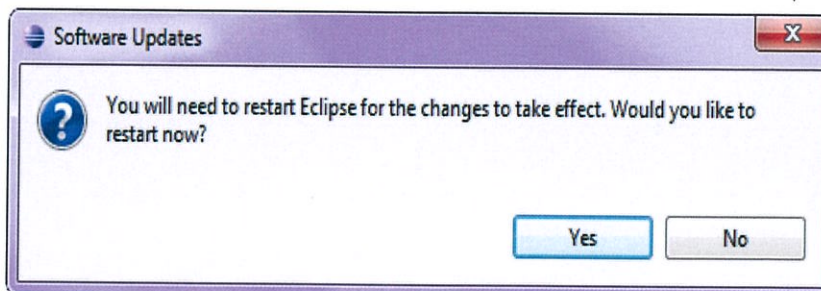 Software Updates
You will need to restart Eclipse for the changes to take effect. Would you like to
restart now?
Yes
No